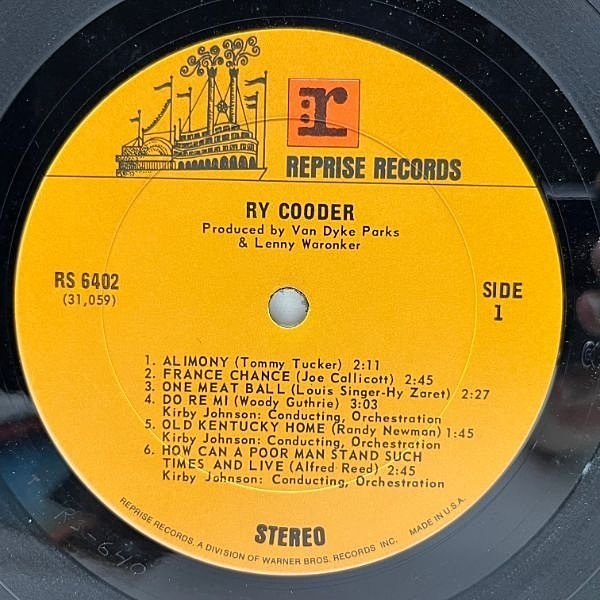 r
REPRISE RECORDS
RY COODER
Produced by Van Dyke Parks
& Lenny Waronker
RS 6402
(31,059)
SIDE
1
1. ALIMONY (Tommy Tucker) 2:11
2. FRANCE CHANCE (Joe Callicott) 2:45
3. ONE MEAT BALL (Louis Singer-Hy Zaret) 2:27
4. DO RE MI (Woody Guthrie) 3:03
Kirby Johnson: Conducting, Orchestration
5. OLD KENTUCKY HOME (Randy Newman) 1:45
Kirby Johnson: Conducting, Orchestration
6. HOW CAN A POOR MAN STAND SUCH
TIMES AND LIVE (Alfred Reed) 2:45
Kirby Johnson: Conducting, Orchestration
STEREO
REPRISE RECORDS, A DIVISION OF WARNER BROS. RECORDS INC. MADE IN U.S.A.